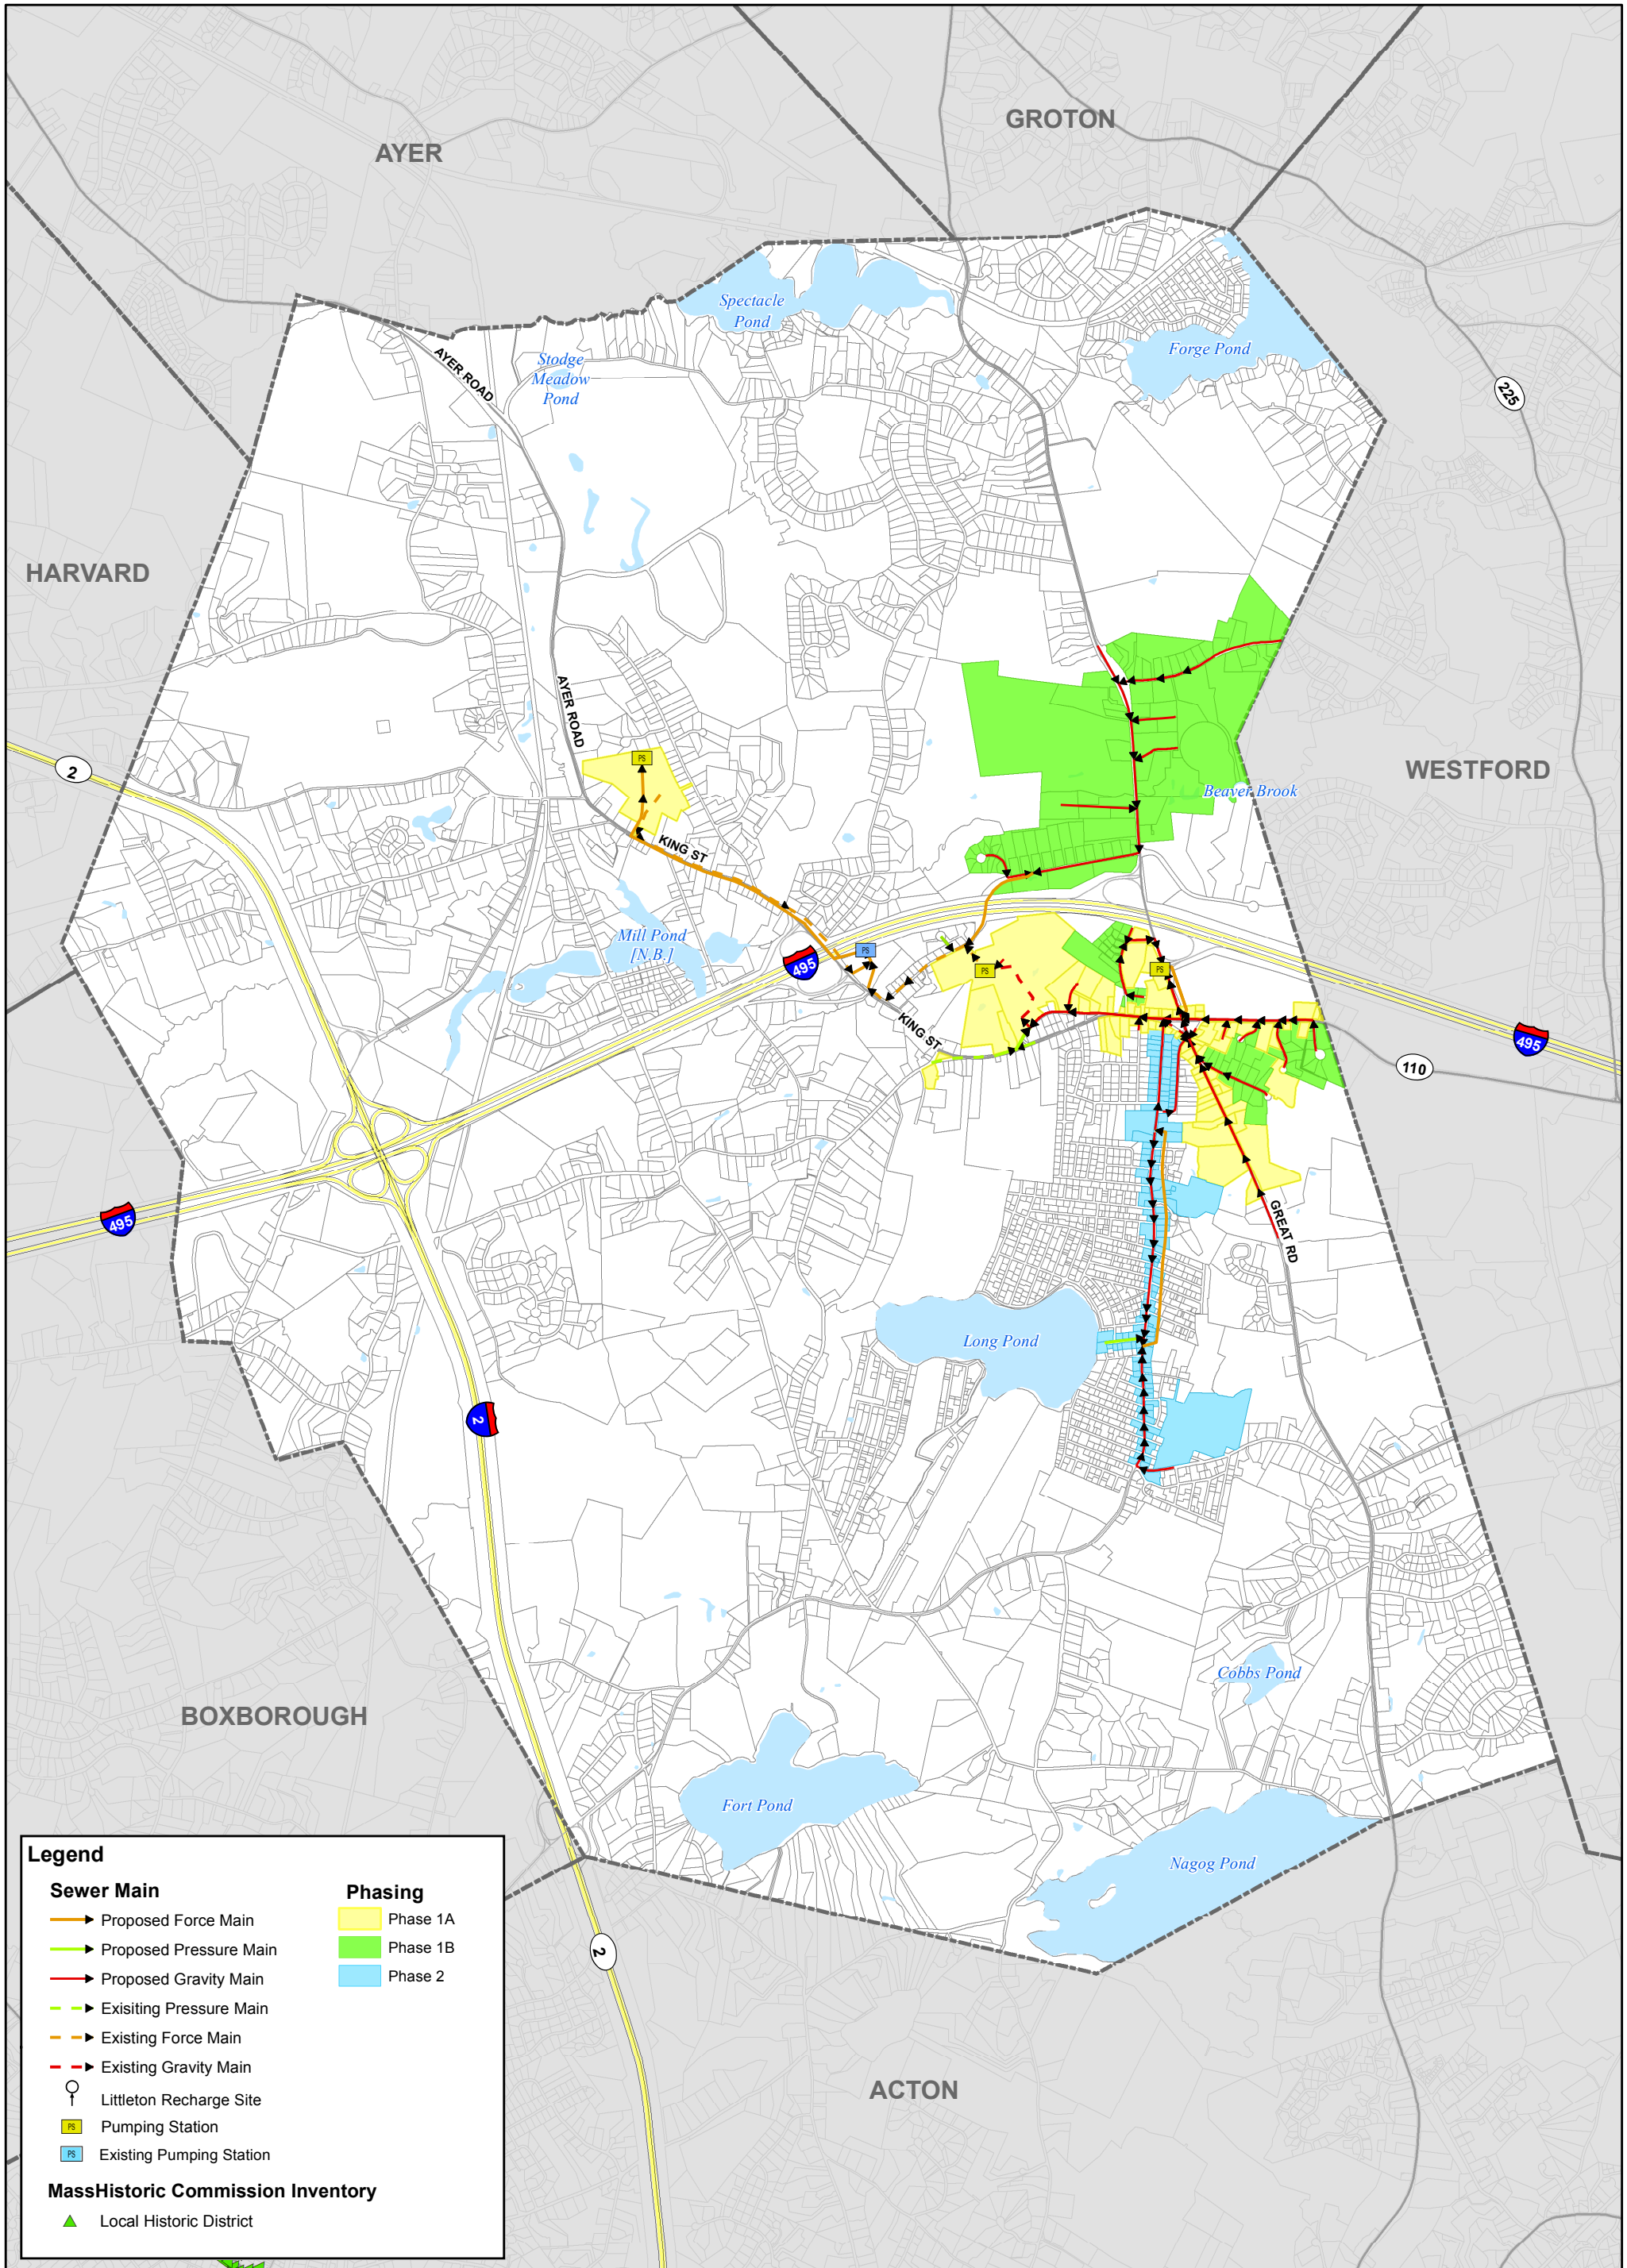 GROTON
AYER
Spectacle
Pond
Forge Pond
Stodge
Meadow
Pond
AYER ROAD
225
HARVARD
AYER ROAD
PS
2
WESTFORD
Beaver Brook
KING ST
Mill Pond
[N.B.]
PS
495
PS
PS
KING ST
495
110
495
GREAT RD
Long Pond
2
Cobbs Pond
BOXBOROUGH
Fort Pond
Nagog Pond
2
ACTON
Legend
Sewer Main
Proposed Force Main
Proposed Pressure Main
Proposed Gravity Main
Exisiting Pressure Main
Existing Force Main
Existing Gravity Main
Littleton Recharge Site
PS Pumping Station
PS Existing Pumping Station
Phasing
Phase 1A
Phase 1B
Phase 2
MassHistoric Commission Inventory
Local Historic District